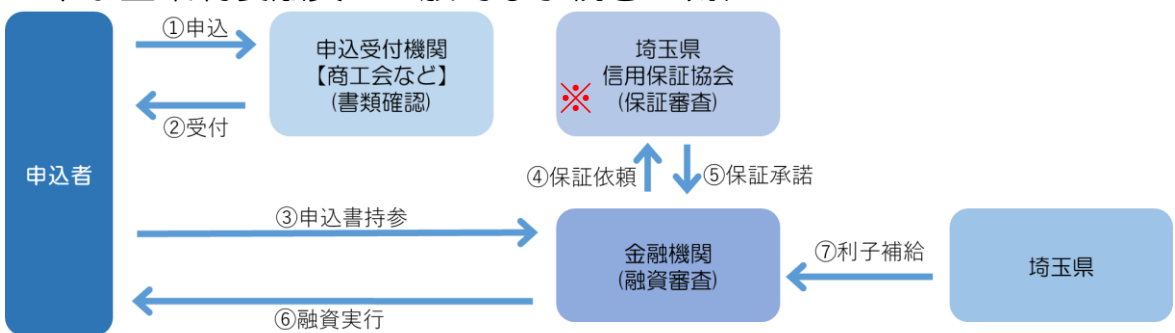 ①申込
申込受付機関
【商工会など】
(書類確認)
②受付
埼玉県
信用保証協会
※
(保証審査)
申込者
④保証依頼
⑤保証承諾
③申込書持参
金融機関
(融資審査)
⑦利子補給
埼玉県
⑥融資実行